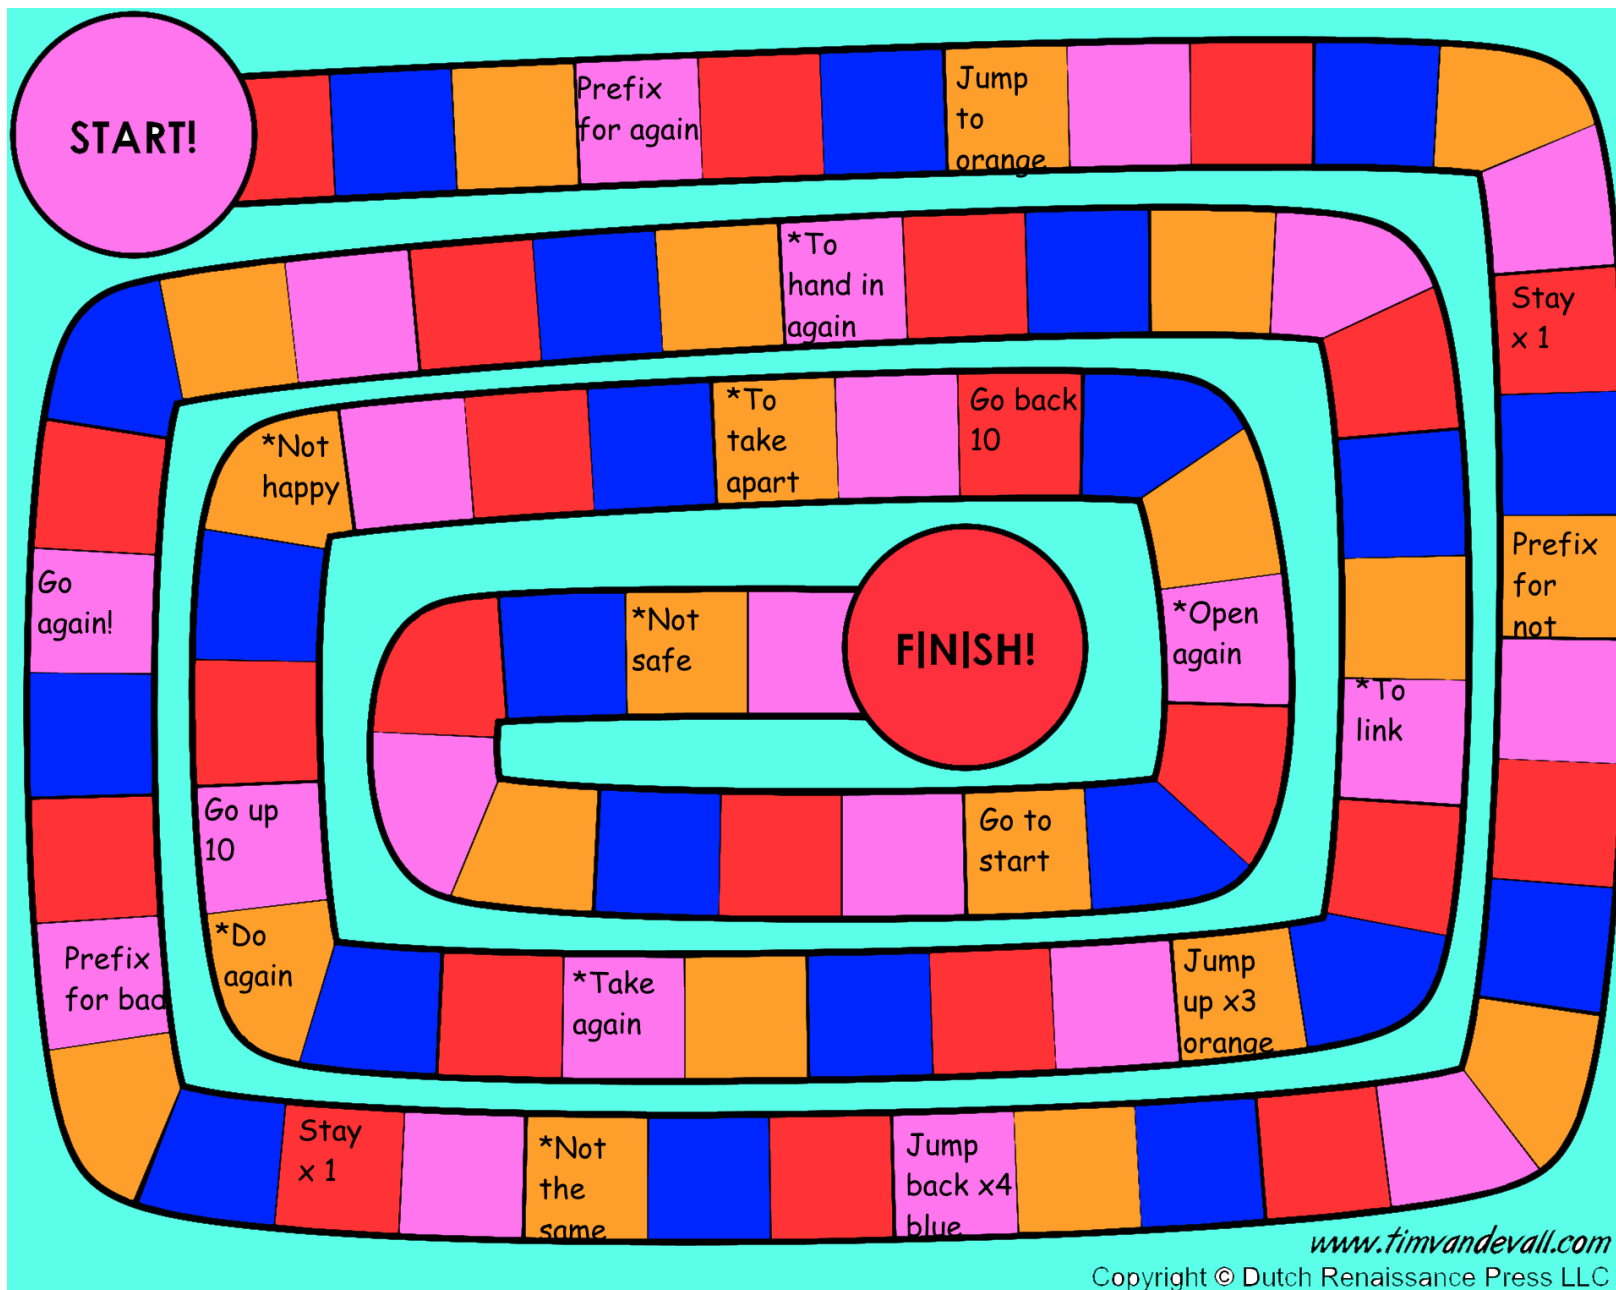 START!
Prefix
for again
Jump
to
orange
Stay
x 1
Prefix
for
not
Jump
back x4
blue
*Not
the
same
Stay
x 1
Prefix
for bad
Go
again!
*To
hand in
again
*To
link
Jump
up x3
orange
*Take
again
*Do
again
Go up
10
*Not
happy
*To
take
apart
Go back
10
*Open
again
Go to
start
*Not
safe
FINISH!
www.timvandevall.com
Copyright © Dutch Renaissance Press LLC